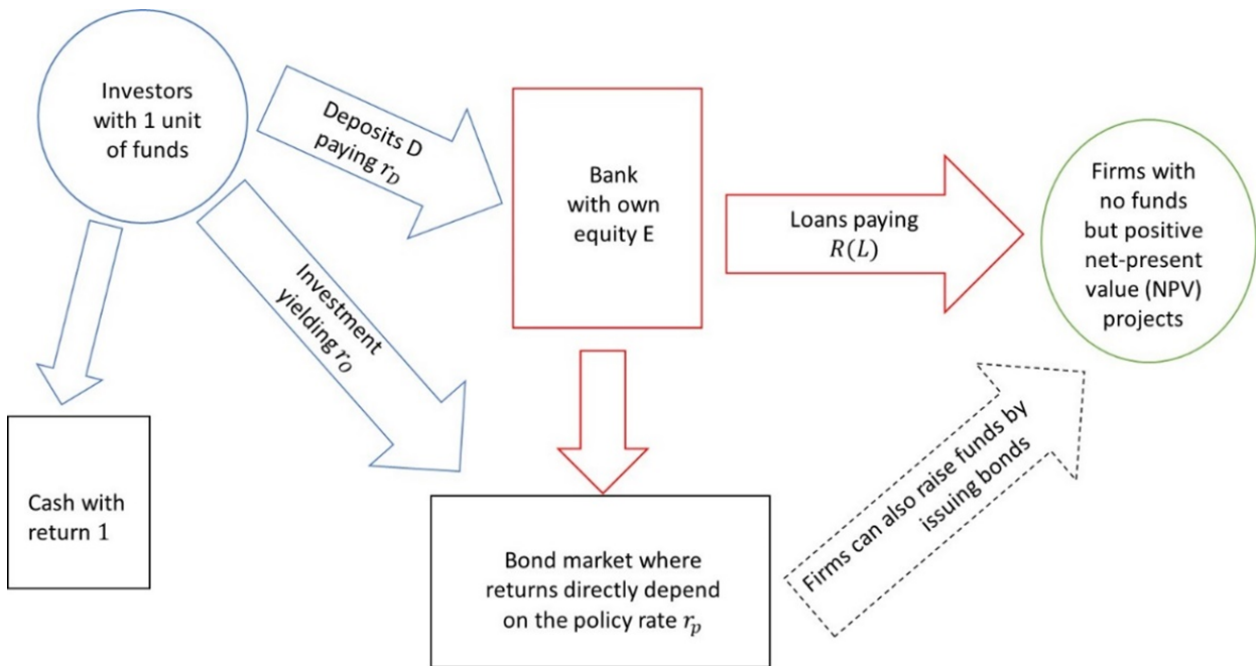 Investors
with 1 unit
of funds
Deposits D
paying r_D
Bank
with own
equity E
Loans paying
R(L)
Firms with
no funds
but positive
net-present
value (NPV)
projects
Investment
yielding r_O
Cash with
return 1
Bond market where
returns directly depend
on the policy rate r_p
Firms can also raise funds by
issuing bonds